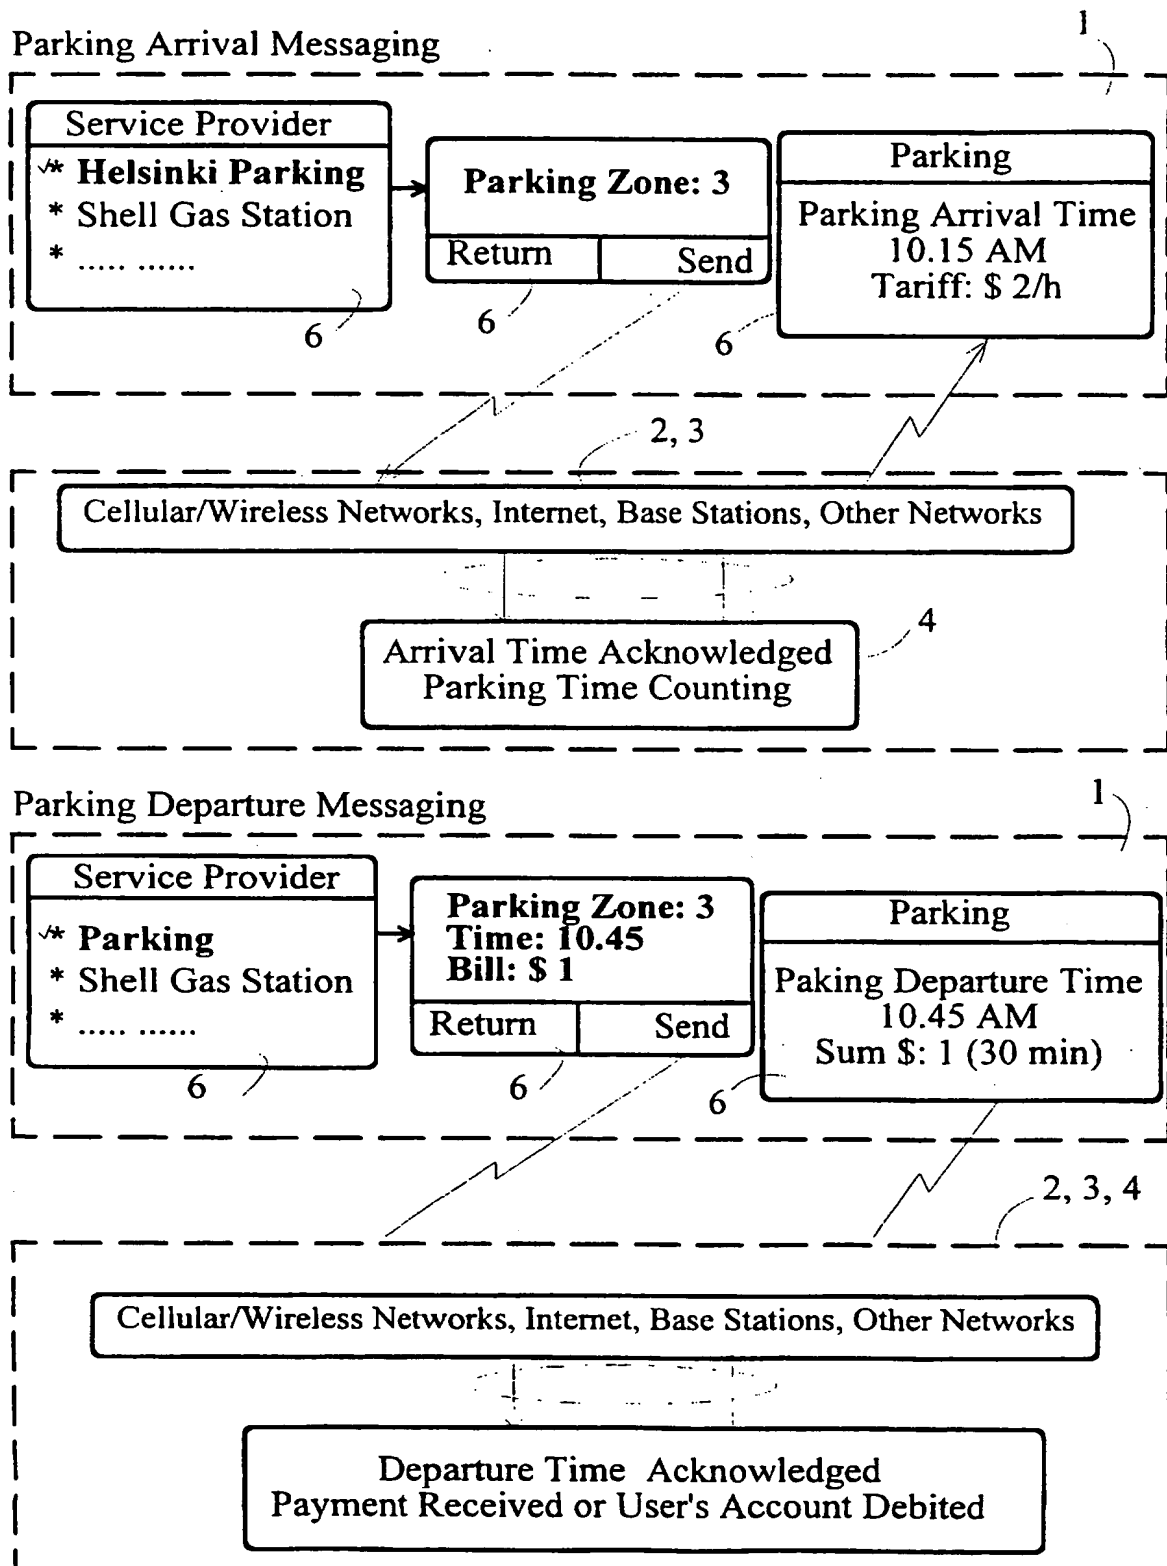 1
Parking Arrival Messaging
Service Provider
✓* Helsinki Parking
* Shell Gas Station
* ..... ......
6
Parking Zone: 3
Return Send
6
Parking
Parking Arrival Time
10.15 AM
Tariff: $ 2/h
6
2, 3
Cellular/Wireless Networks, Internet, Base Stations, Other Networks
4
Arrival Time Acknowledged
Parking Time Counting
Parking Departure Messaging
1
Service Provider
✓* Parking
* Shell Gas Station
* ..... ......
6
Parking Zone: 3
Time: 10.45
Bill: $ 1
Return Send
6
Parking
Paking Departure Time
10.45 AM
Sum $: 1 (30 min)
6
2, 3, 4
Cellular/Wireless Networks, Internet, Base Stations, Other Networks
Departure Time Acknowledged
Payment Received or User's Account Debited